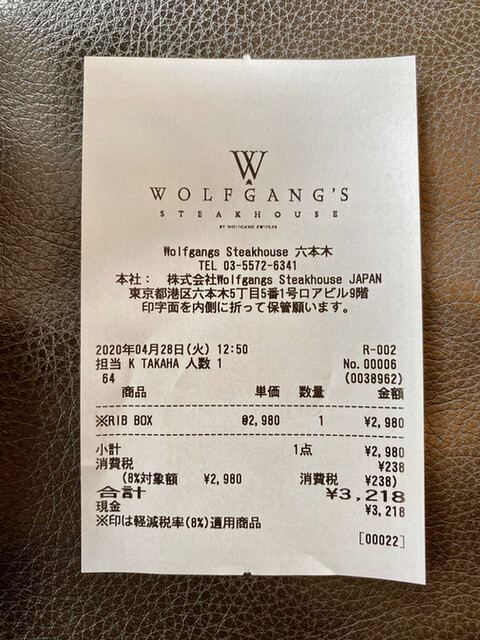 W
WOLFGANG'S
STEAKHOUSE
BY WOLFGANG ZWIENER
Wolfgangs Steakhouse 六本木
TEL 03-5572-6341
本社： 株式会社Wolfgangs Steakhouse JAPAN
東京都港区六本木5丁目5番1号ロアビル9階
印字面を内側に折って保管願います。
2020年04月28日(火) 12:50 R-002
担当 K TAKAHA 人数 1 No.00006
64 (0038962)
商品 単価 数量 金額
※RIB BOX @2,980 1 ¥2,980
小計 1点 ¥2,980
消費税 ¥238
(8%対象額 ¥2,980 消費税 ¥238)
合計 ¥3,218
現金 ¥3,218
※印は軽減税率(8%)適用商品
[00022]